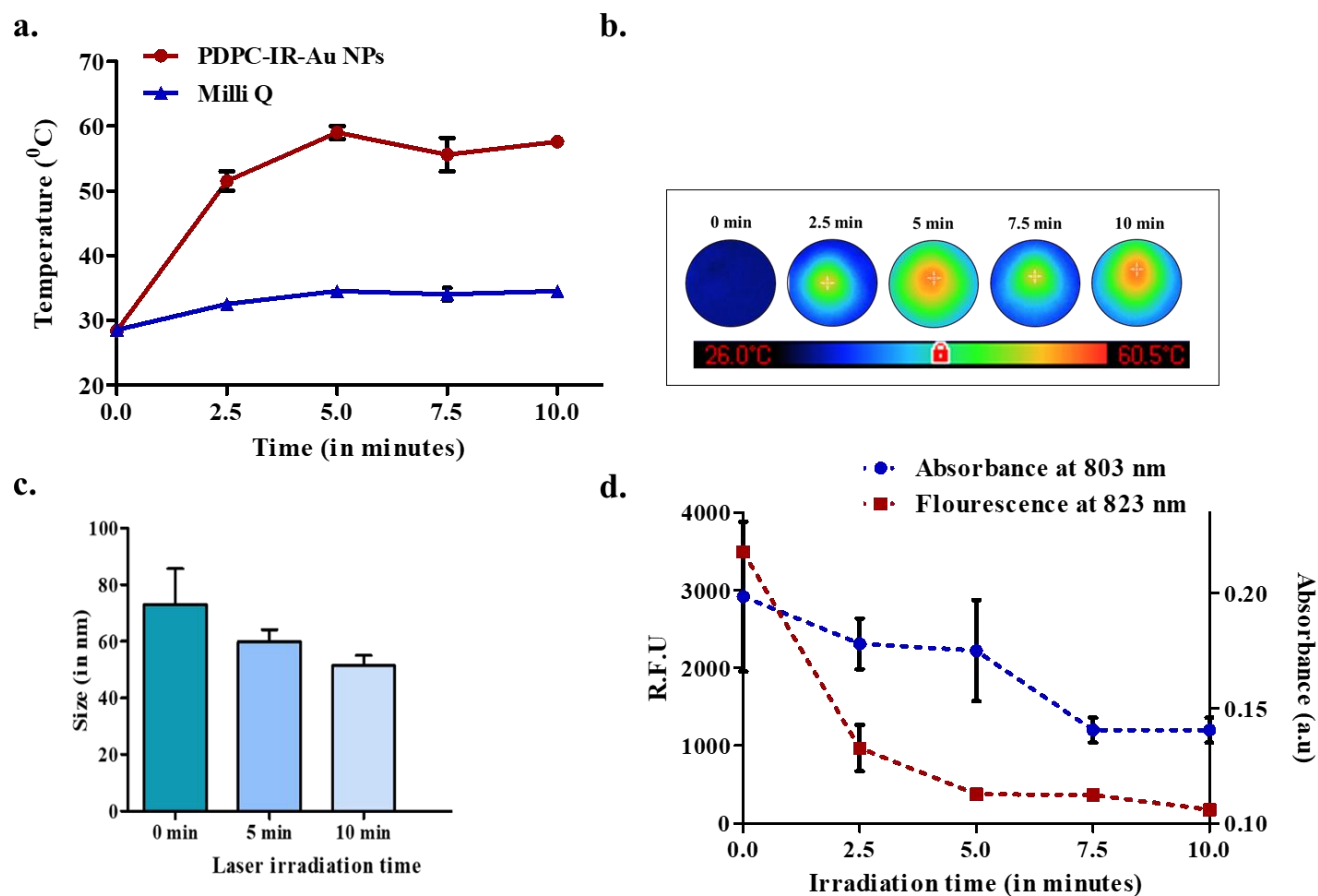 a.
PDPC-IR-Au NPs
Milli Q
70
60
50
40
30
20
Temperature (⁰C)
0.0 2.5 5.0 7.5 10.0
Time (in minutes)
b.
0 min 2.5 min 5 min 7.5 min 10 min
26.0°C 60.5°C
c.
100
80
60
40
20
0
Size (in nm)
0 min 5 min 10 min
Laser irradiation time
d.
Absorbance at 803 nm
Flourescence at 823 nm
4000
3000
2000
1000
0
R.F.U
0.20
0.15
0.10
Absorbance (a.u)
0.0 2.5 5.0 7.5 10.0
Irradiation time (in minutes)